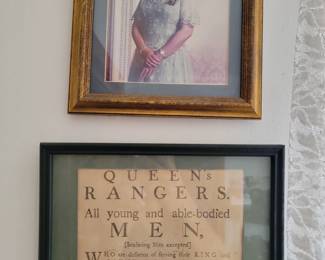 QUEEN's
RANGERS.
All young and able-bodied
MEN,
[Seafaring Men excepted]
WHO are desirous of serving their KING and